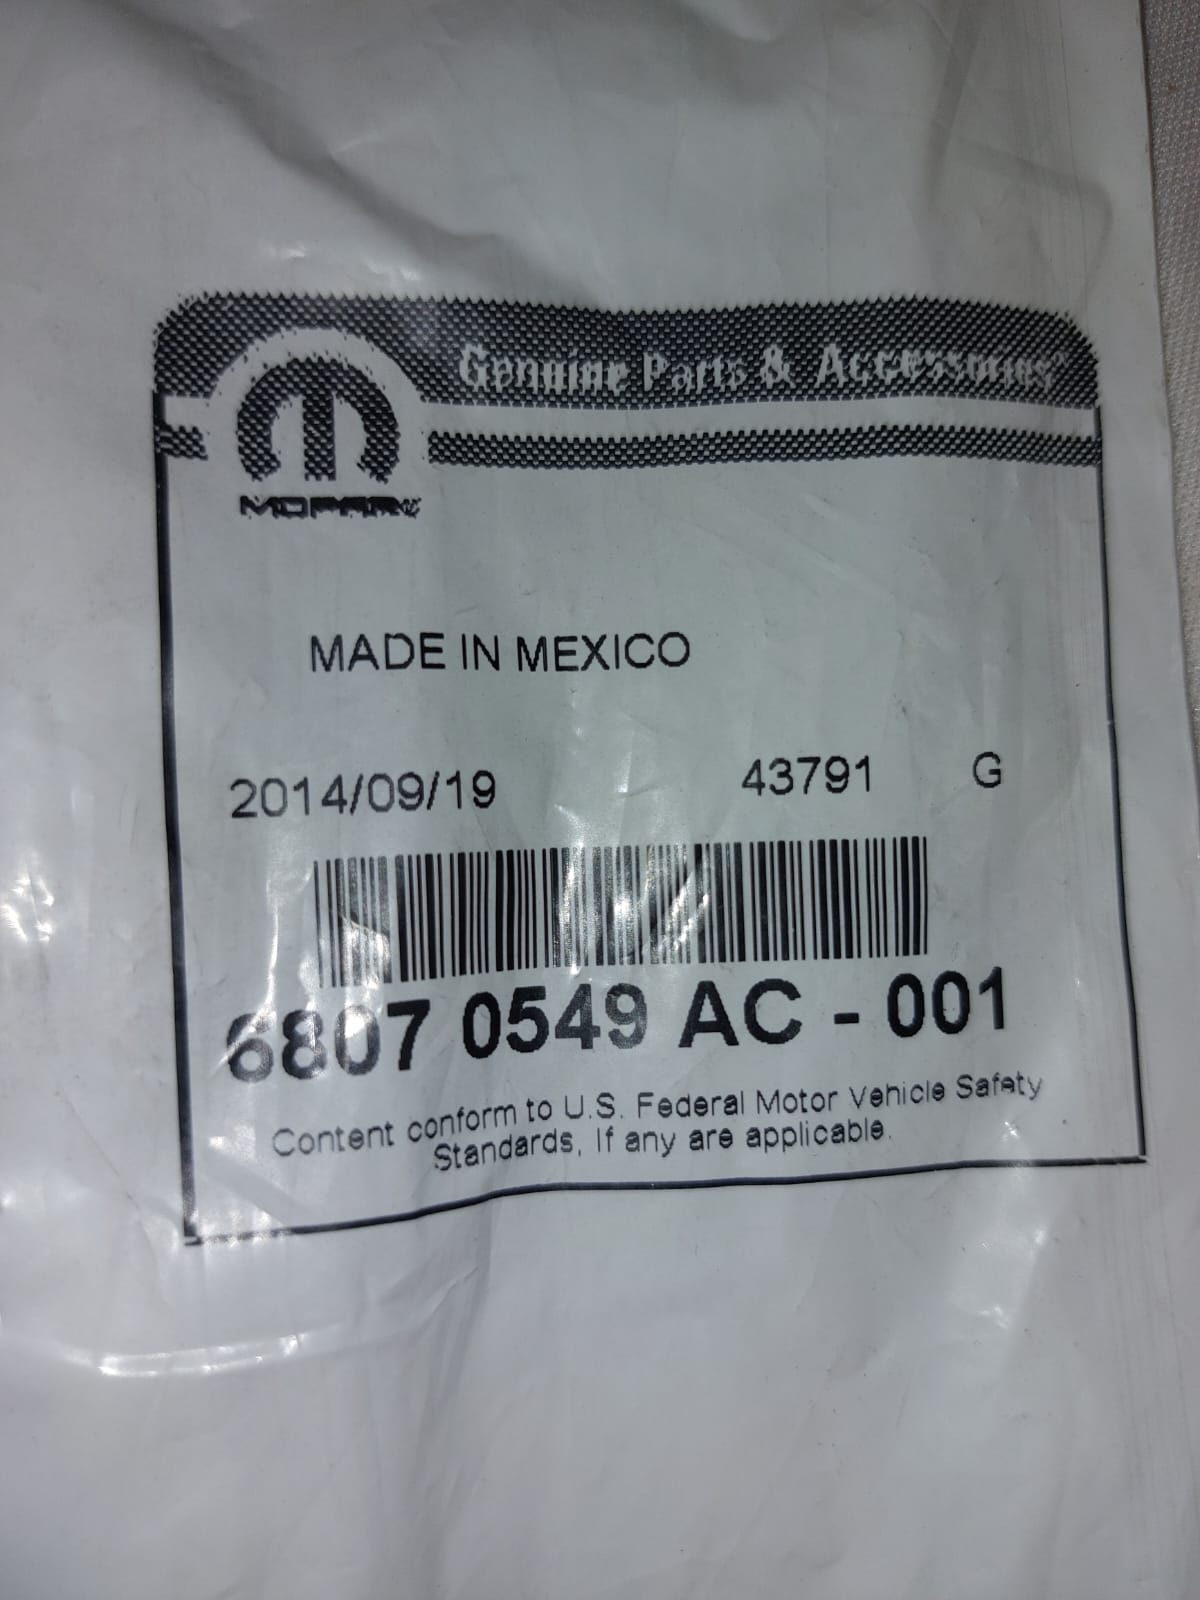 Genuine Parts & Accessories
MOPAR
MADE IN MEXICO
2014/09/19 43791 G
6807 0549 AC - 001
Content conform to U.S. Federal Motor Vehicle Safety
Standards, If any are applicable.